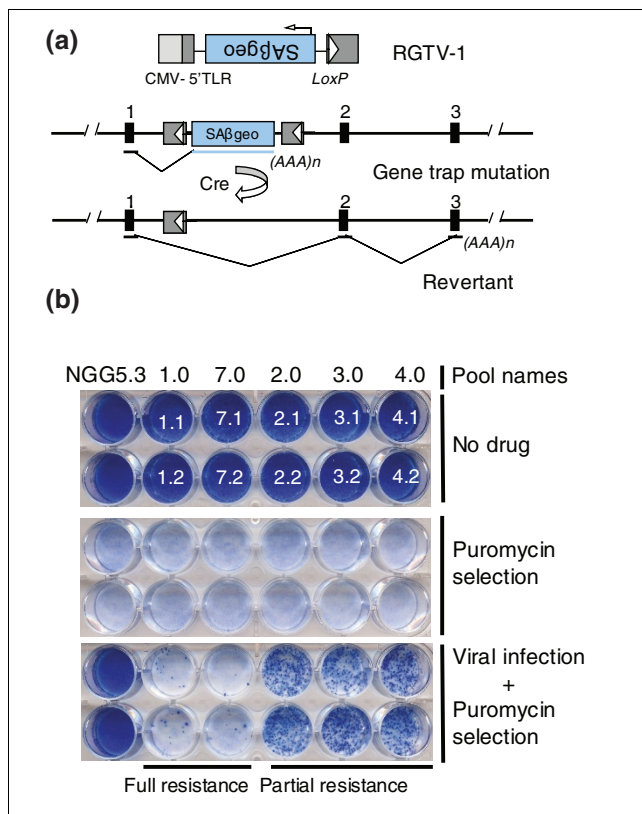 (a)
SAβgeo
RGTV-1
CMV- 5'TLR
LoxP
1
2
3
SAβgeo
(AAA)n
Gene trap mutation
Cre
1
2
3
(AAA)n
Revertant
(b)
NGG5.3 1.0 7.0 2.0 3.0 4.0 Pool names
1.1 7.1 2.1 3.1 4.1
No drug
1.2 7.2 2.2 3.2 4.2
Puromycin
selection
Viral infection
+
Puromycin
selection
Full resistance Partial resistance